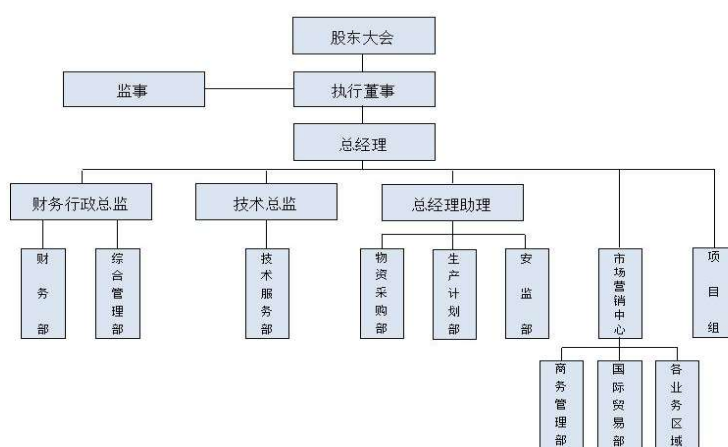 股东大会
监事
执行董事
总经理
财务行政总监
技术总监
总经理助理
财务部
综合管理部
技术服务部
物资采购部
生产计划部
安监部
市场营销中心
项目组
商务管理部
国际贸易部
各业务区域